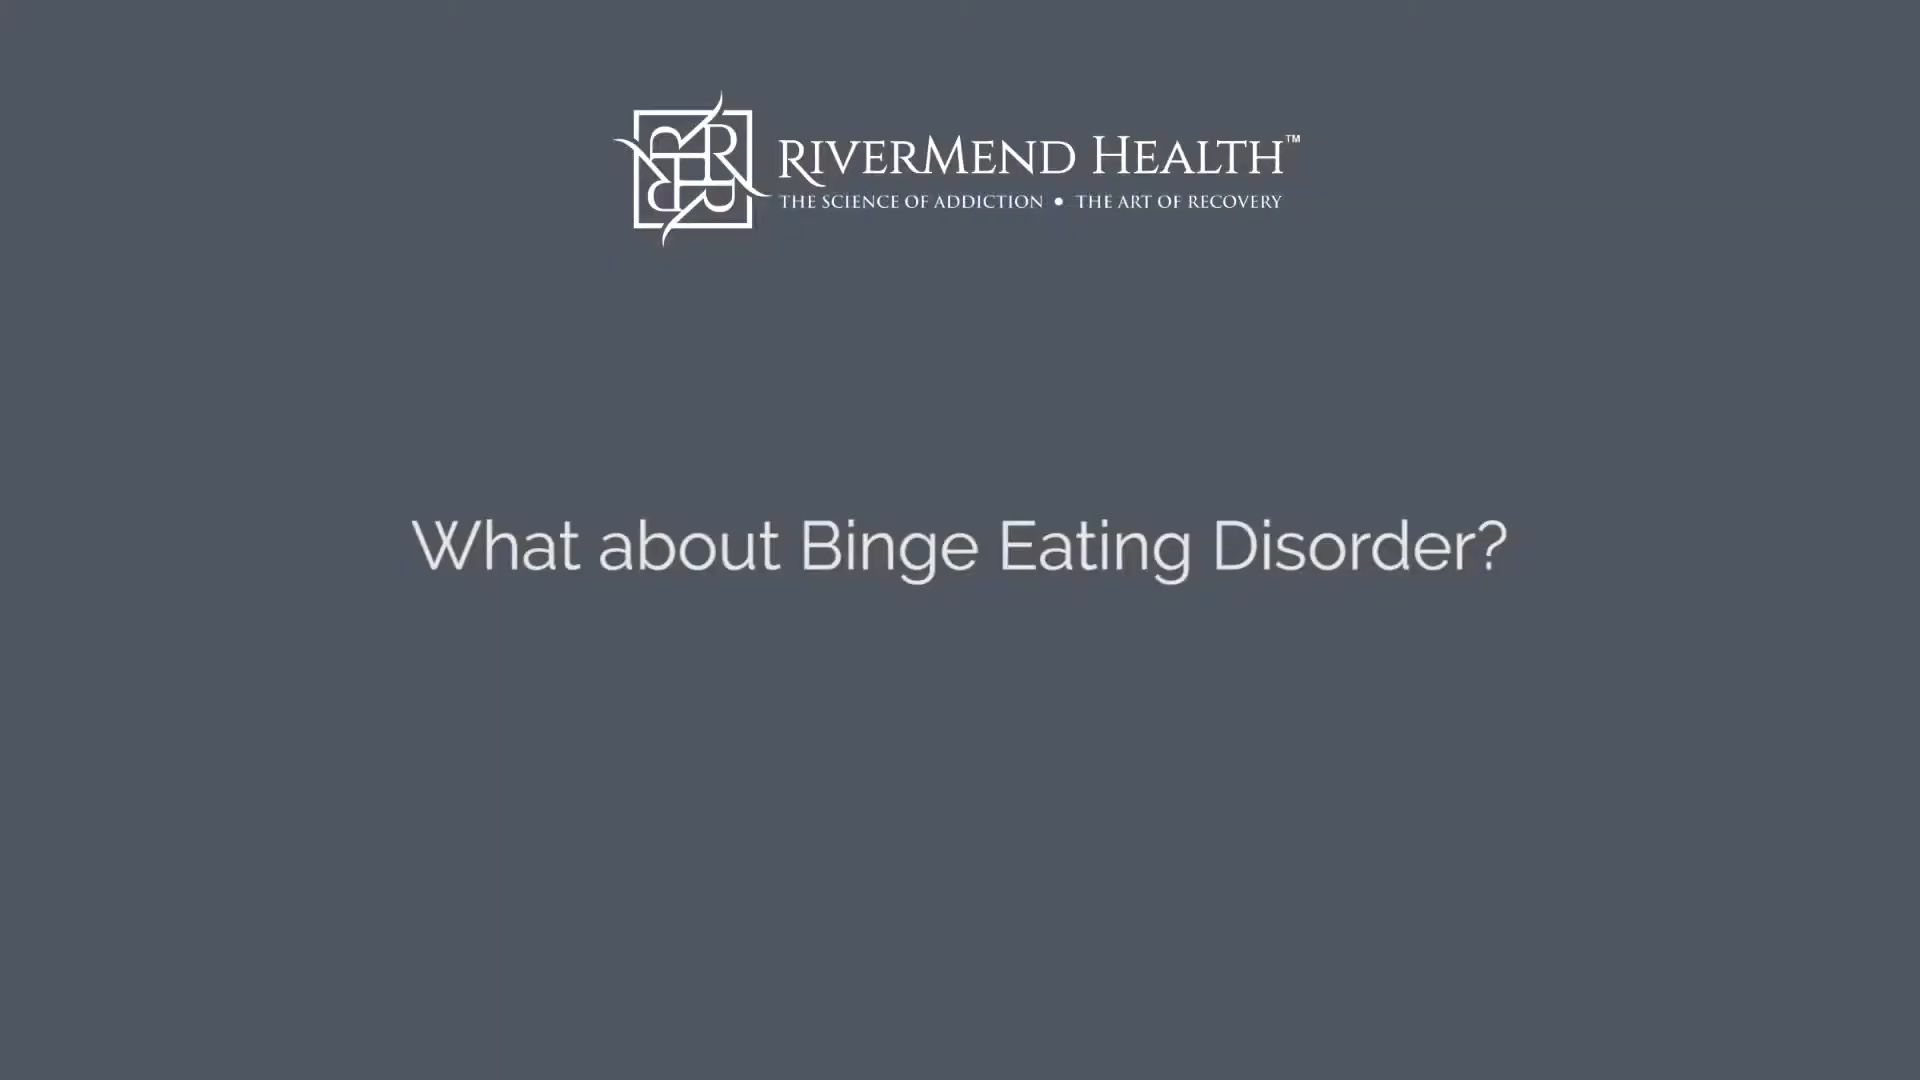 RIVERMEND HEALTH™
THE SCIENCE OF ADDICTION • THE ART OF RECOVERY
What about Binge Eating Disorder?